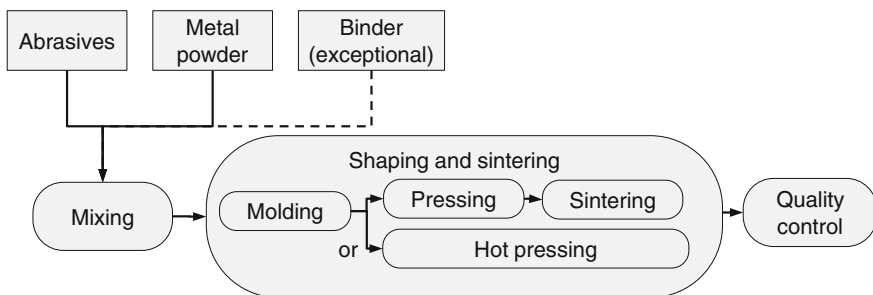 Abrasives
Metal
powder
Binder
(exceptional)
Shaping and sintering
Mixing
Molding
Pressing
Sintering
or
Hot pressing
Quality
control